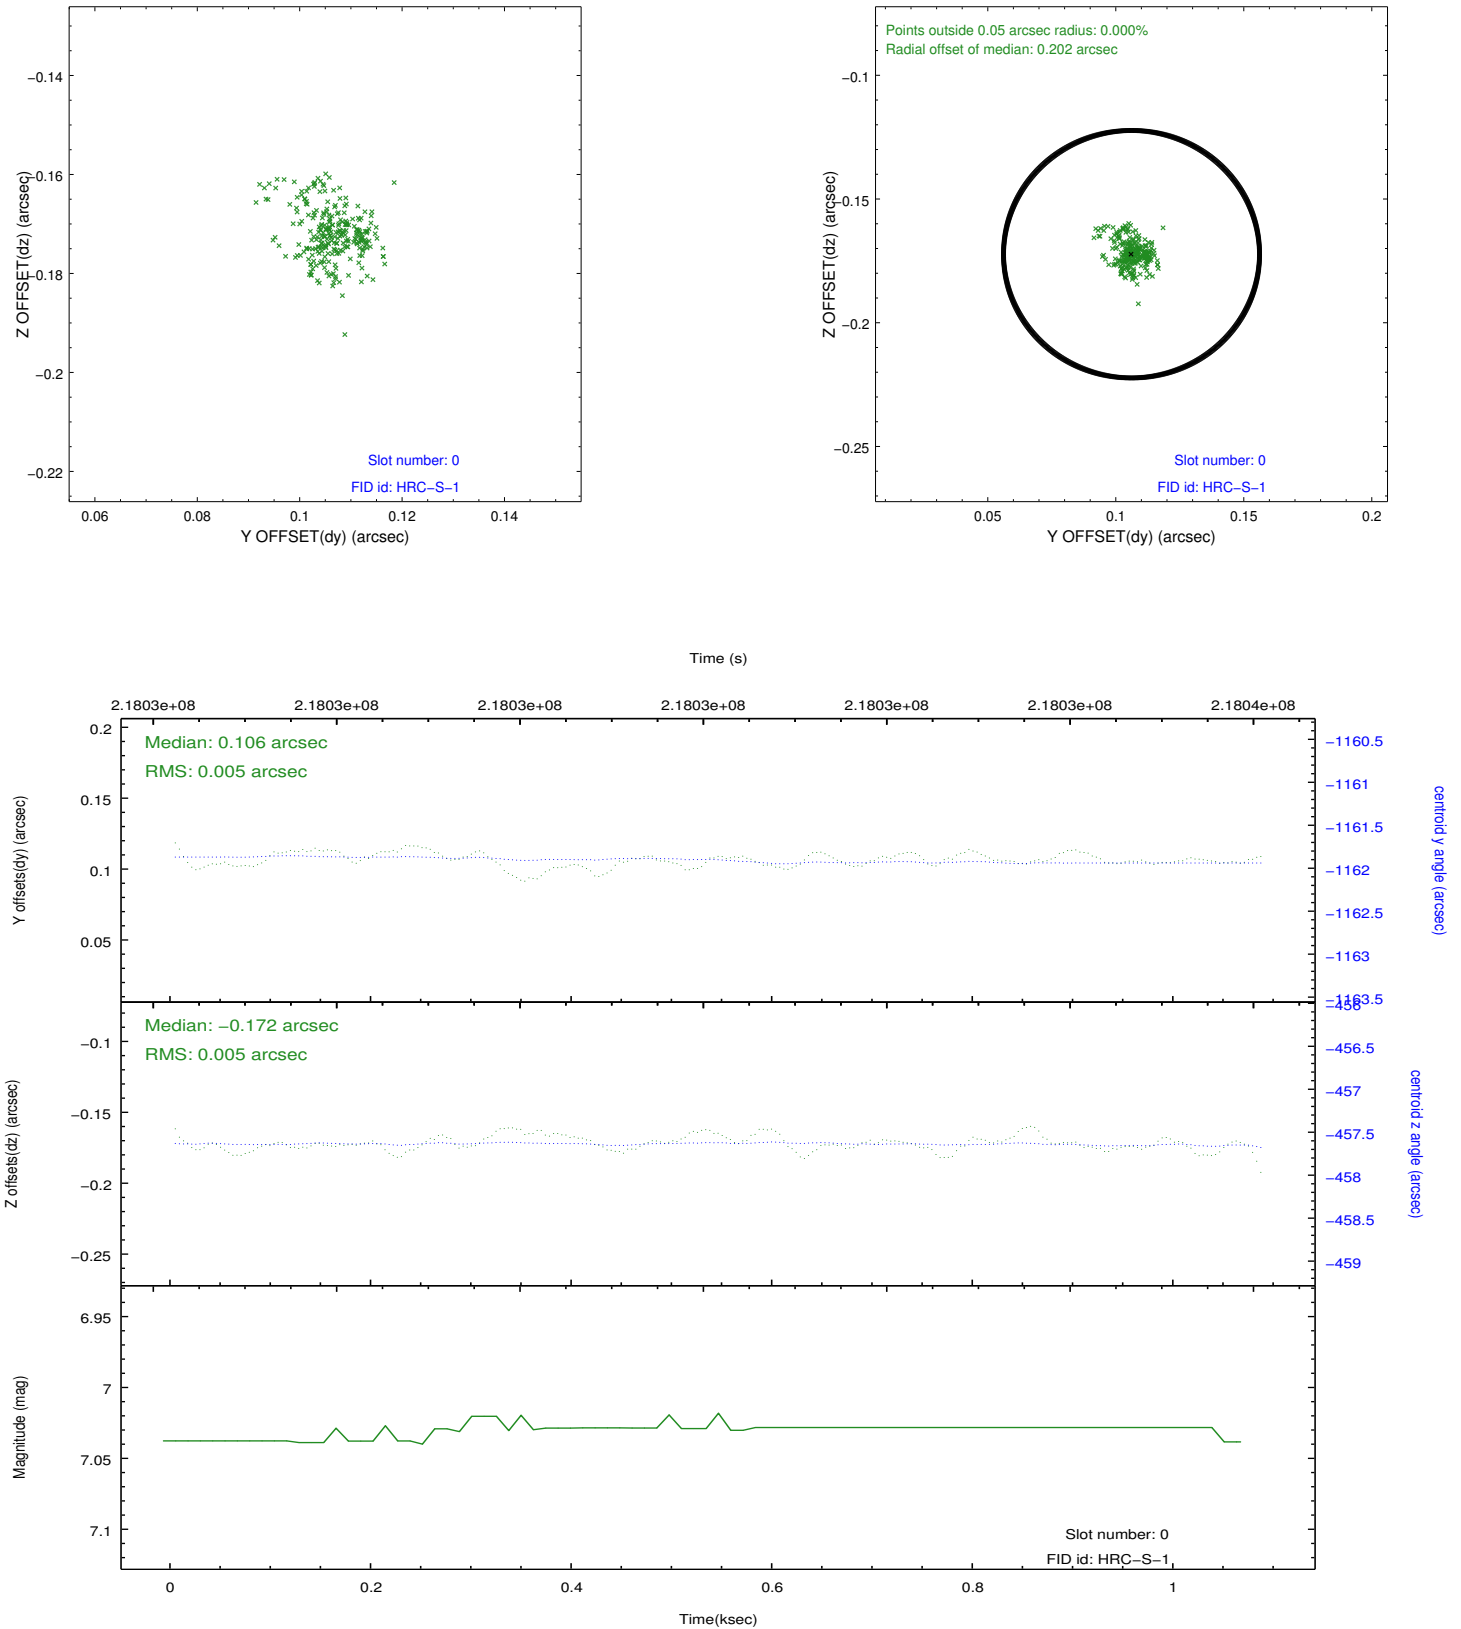 −0.14
−0.16
−0.18
−0.2
−0.22
Z OFFSET(dz) (arcsec)
Slot number: 0
FID id: HRC−S−1
0.06 0.08 0.1 0.12 0.14
Y OFFSET(dy) (arcsec)
Points outside 0.05 arcsec radius: 0.000%
Radial offset of median: 0.202 arcsec
−0.1
−0.15
−0.2
−0.25
Z OFFSET(dz) (arcsec)
Slot number: 0
FID id: HRC−S−1
0.05 0.1 0.15 0.2
Y OFFSET(dy) (arcsec)
Time (s)
2.1803e+08 2.1803e+08 2.1803e+08 2.1803e+08 2.1803e+08 2.1803e+08 2.1804e+08
Median: 0.106 arcsec
RMS: 0.005 arcsec
0.2
0.15
0.1
0.05
Y offsets(dy) (arcsec)
−1160.5
−1161
−1161.5
−1162
−1162.5
−1163
−1163.5
centroid y angle (arcsec)
Median: −0.172 arcsec
RMS: 0.005 arcsec
−0.1
−0.15
−0.2
−0.25
Z offsets(dz) (arcsec)
−456
−456.5
−457
−457.5
−458
−458.5
−459
centroid z angle (arcsec)
6.95
7
7.05
7.1
Magnitude (mag)
Slot number: 0
FID id: HRC−S−1
0 0.2 0.4 0.6 0.8 1
Time(ksec)